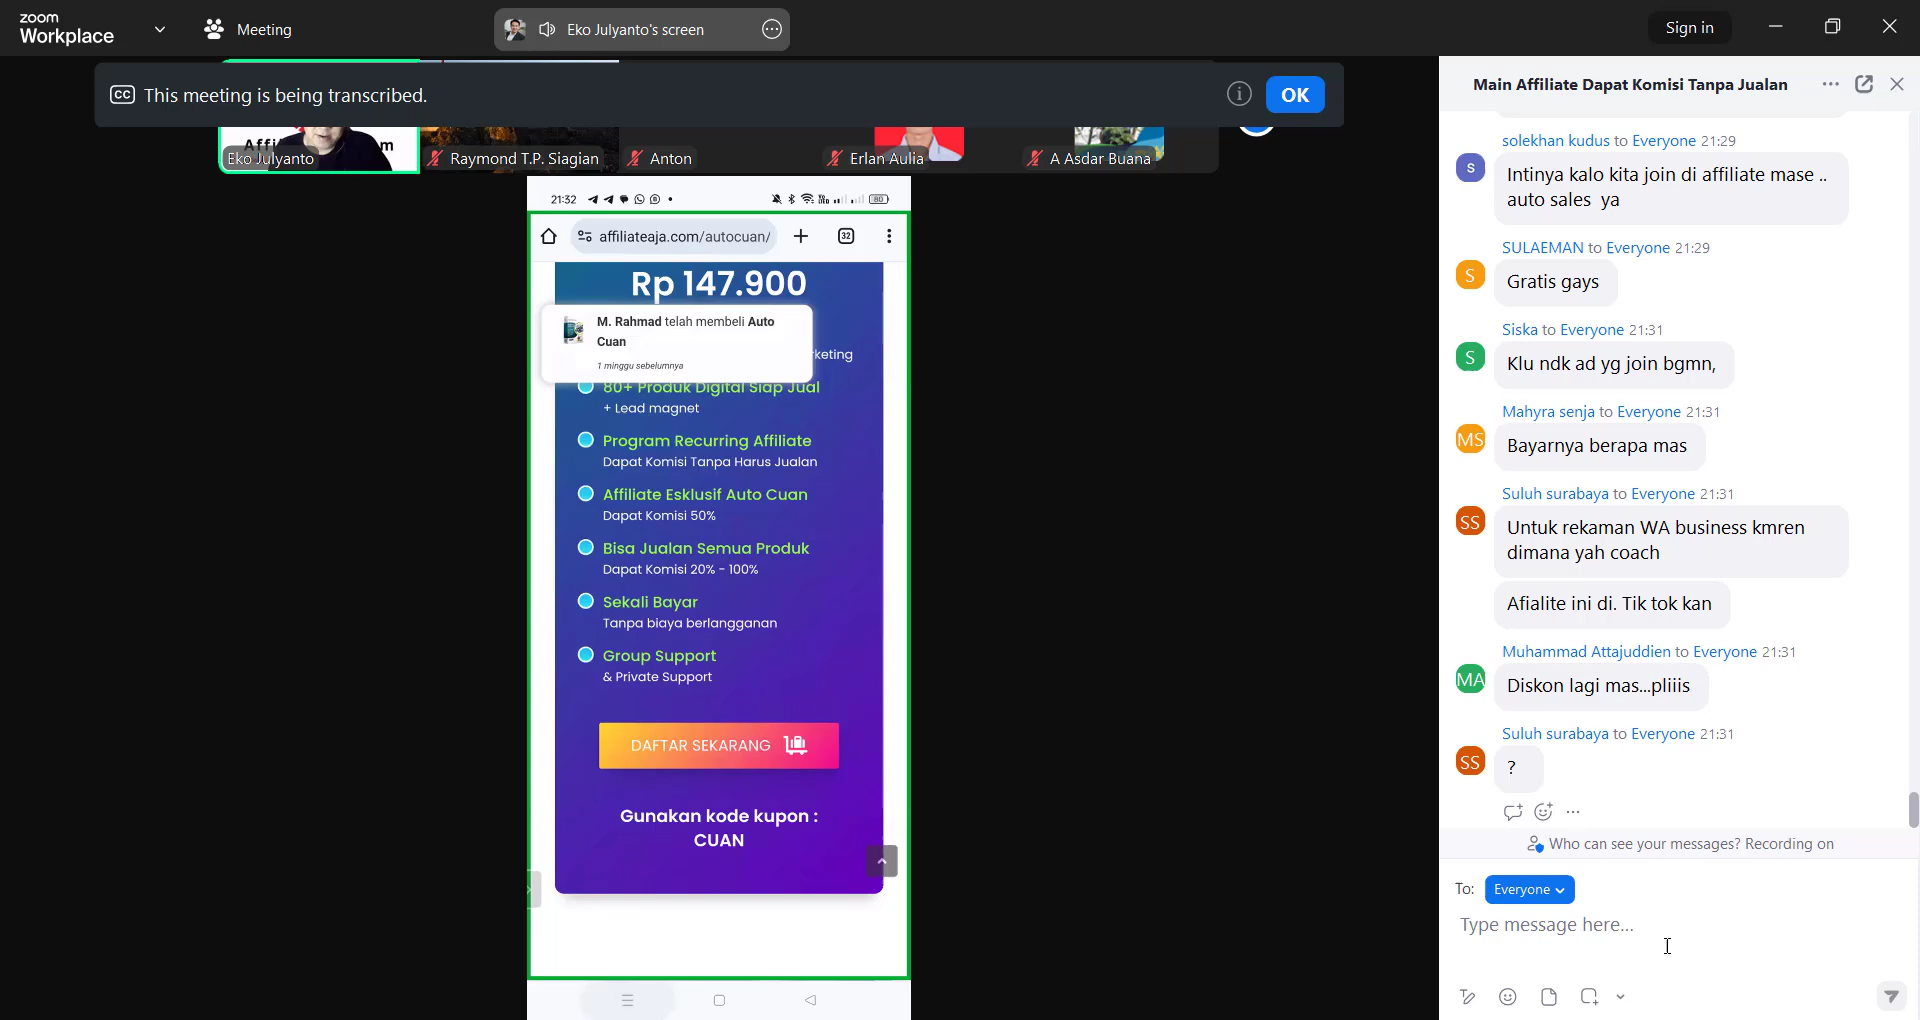 zoom
Workplace
Meeting
Eko Julyanto's screen
Sign in
CC This meeting is being transcribed.
OK
Eko Julyanto
Raymond T.P. Siagian
Anton
Erlan Aulia
A Asdar Buana
21:32
80
affiliateaja.com/autocuan/
32
Rp 147.900
M. Rahmad telah membeli Auto
Cuan
1 minggu sebelumnya
keting
80+ Produk Digital Siap Jual
+ Lead magnet
Program Recurring Affiliate
Dapat Komisi Tanpa Harus Jualan
Affiliate Esklusif Auto Cuan
Dapat Komisi 50%
Bisa Jualan Semua Produk
Dapat Komisi 20% - 100%
Sekali Bayar
Tanpa biaya berlangganan
Group Support
& Private Support
DAFTAR SEKARANG
Gunakan kode kupon :
CUAN
Main Affiliate Dapat Komisi Tanpa Jualan
solekhan kudus to Everyone 21:29
S
Intinya kalo kita join di affiliate mase ..
auto sales ya
SULAEMAN to Everyone 21:29
S
Gratis gays
Siska to Everyone 21:31
S
Klu ndk ad yg join bgmn,
Mahyra senja to Everyone 21:31
MS
Bayarnya berapa mas
Suluh surabaya to Everyone 21:31
SS
Untuk rekaman WA business kmren
dimana yah coach
Afialite ini di. Tik tok kan
Muhammad Attajuddien to Everyone 21:31
MA
Diskon lagi mas...pliiis
Suluh surabaya to Everyone 21:31
SS
?
Who can see your messages? Recording on
To: Everyone
Type message here...